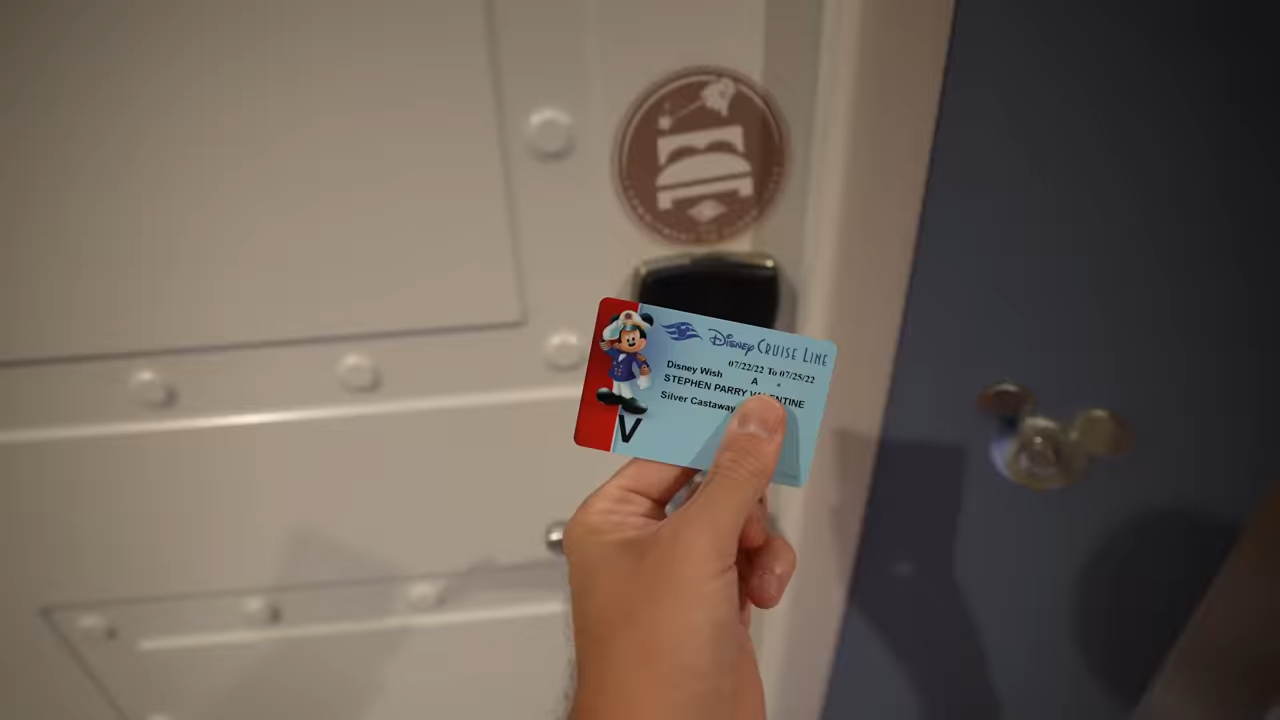 DISNEY CRUISE LINE
07/22/22 To 07/25/22
Disney Wish
A
STEPHEN PARRY VALENTINE
Silver Castaway
V